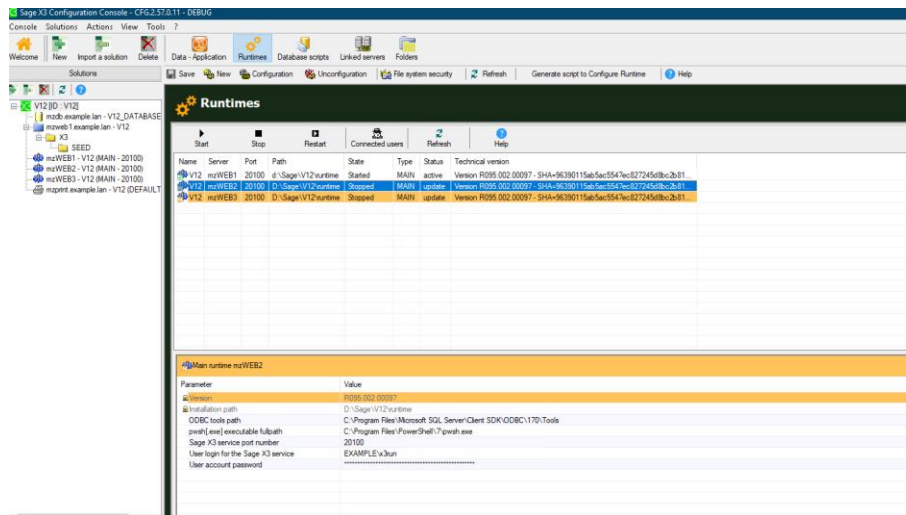 Sage X3 Configuration Console - CFG.2.57.0.11 - DEBUG
Console Solutions Actions View Tools ?
Welcome New Import a solution Delete Data - Application Runtimes Database scripts Linked servers Folders
Solutions Save New Configuration Unconfiguration File system security Refresh Generate script to Configure Runtime Help
V12 [ID : V12]
mzdb.example.lan - V12_DATABASE
mzweb1.example.lan - V12
X3
SEED
mzWEB1 - V12 (MAIN - 20100)
mzWEB2 - V12 (MAIN - 20100)
mzWEB3 - V12 (MAIN - 20100)
mzprint.example.lan - V12 (DEFAULT
Runtimes
Start Stop Restart Connected users Refresh Help
Name Server Port Path State Type Status Technical version
V12 mzWEB1 20100 d:\Sage\V12\runtime Started MAIN active Version R095.002.00097 - SHA=96390115ab5ac5547ec827245d8bc2b81...
V12 mzWEB2 20100 D:\Sage\V12\runtime Stopped MAIN update Version R095.002.00097 - SHA=96390115ab5ac5547ec827245d8bc2b81...
V12 mzWEB3 20100 D:\Sage\V12\runtime Stopped MAIN update Version R095.002.00097 - SHA=96390115ab5ac5547ec827245d8bc2b81...
Main runtime mzWEB2
Parameter Value
Version R095.002.00097
Installation path D:\Sage\V12\runtime
ODBC tools path C:\Program Files\Microsoft SQL Server\Client SDK\ODBC\170\Tools
pwsh[.exe] executable fullpath C:\Program Files\PowerShell\7\pwsh.exe
Sage X3 service port number 20100
User login for the Sage X3 service EXAMPLE\x3run
User account password **************************************************